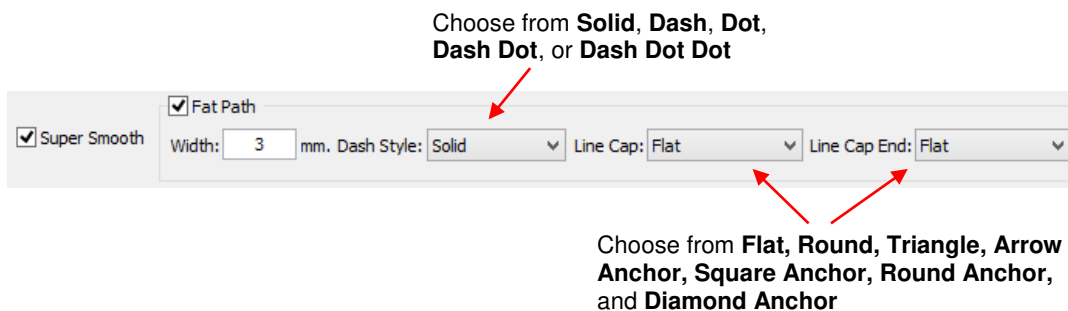 Choose from Solid, Dash, Dot,
Dash Dot, or Dash Dot Dot
Fat Path
Super Smooth Width: 3 mm. Dash Style: Solid Line Cap: Flat Line Cap End: Flat
Choose from Flat, Round, Triangle, Arrow
Anchor, Square Anchor, Round Anchor,
and Diamond Anchor